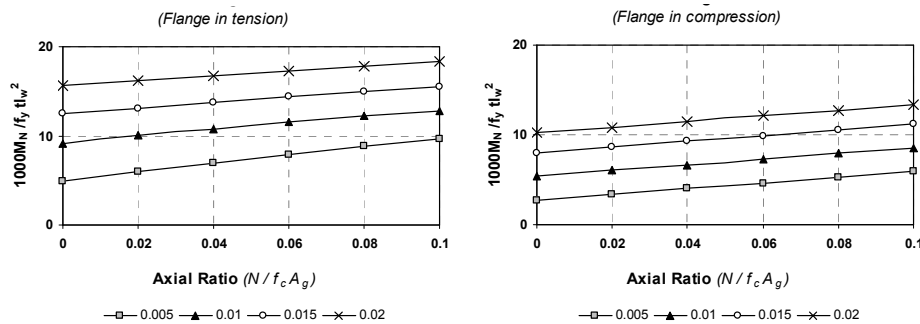 (Flange in tension)
20
10
0
1000M_N /f_y tl_w^2
0 0.02 0.04 0.06 0.08 0.1
Axial Ratio (N / f_c A_g)
0.005 0.01 0.015 0.02
(Flange in compression)
20
10
0
1000M_N /f_y tl_w^2
0 0.02 0.04 0.06 0.08 0.1
Axial Ratio (N / f_c A_g)
0.005 0.01 0.015 0.02